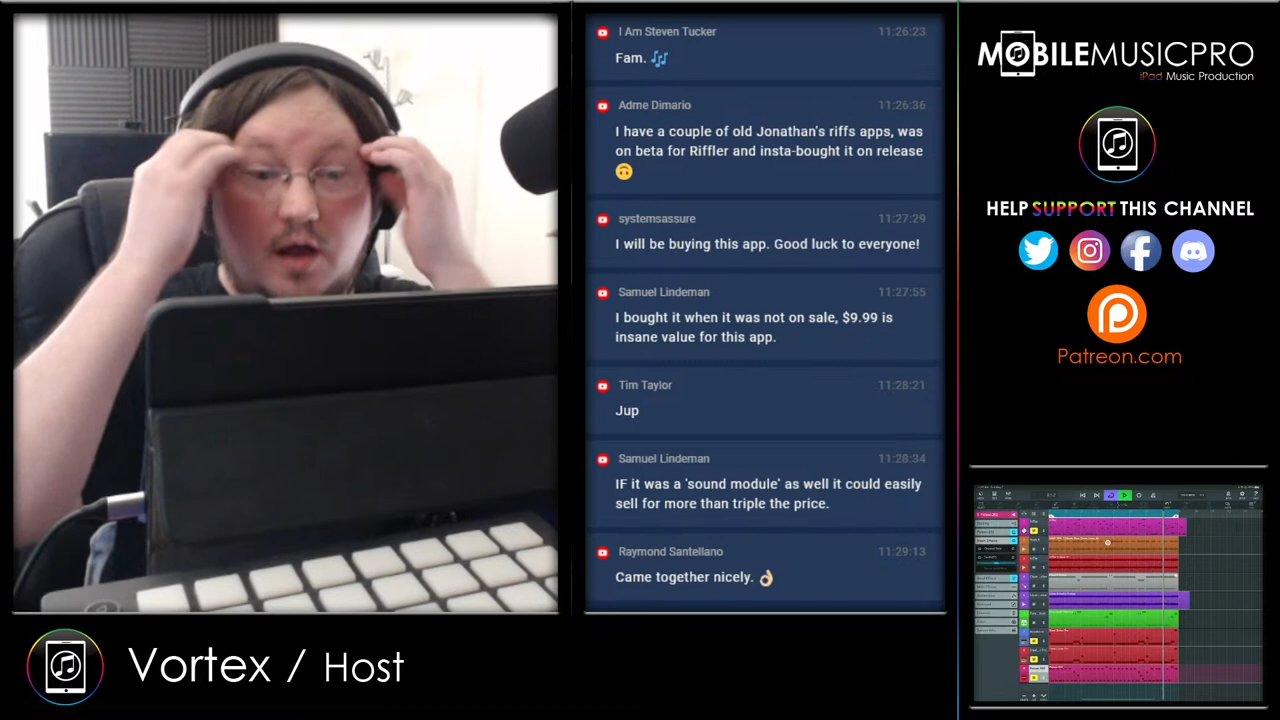 I Am Steven Tucker 11:26:23
Fam. 🎶
Adme Dimario 11:26:36
I have a couple of old Jonathan's riffs apps, was
on beta for Riffler and insta-bought it on release
🙃
systemsassure 11:27:29
I will be buying this app. Good luck to everyone!
Samuel Lindeman 11:27:55
I bought it when it was not on sale, $9.99 is
insane value for this app.
Tim Taylor 11:28:21
Jup
Samuel Lindeman 11:28:34
IF it was a 'sound module' as well it could easily
sell for more than triple the price.
Raymond Santellano 11:29:13
Came together nicely. 👌🏼
MOBILEMUSICPRO
iPad Music Production
HELP SUPPORT THIS CHANNEL
Patreon.com
Vortex / Host